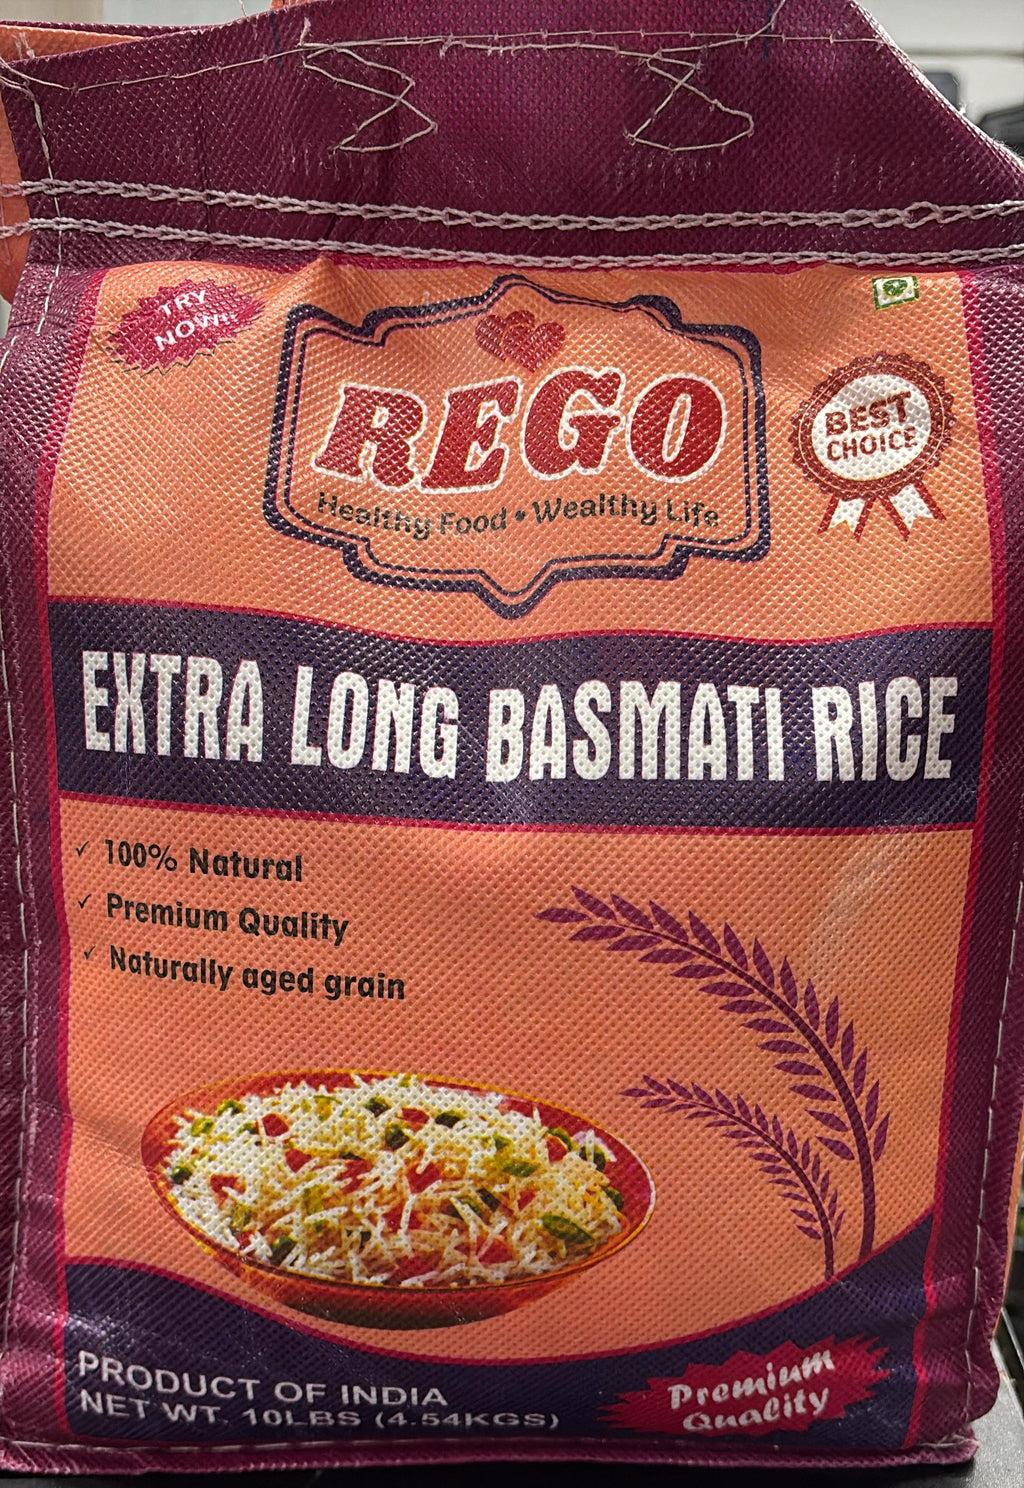 TRY
NOW!!
REGO
Healthy Food • Wealthy Life
BEST
CHOICE
EXTRA LONG BASMATI RICE
✓ 100% Natural
✓ Premium Quality
✓ Naturally aged grain
PRODUCT OF INDIA
NET WT. 10LBS (4.54KGS)
Premium
Quality